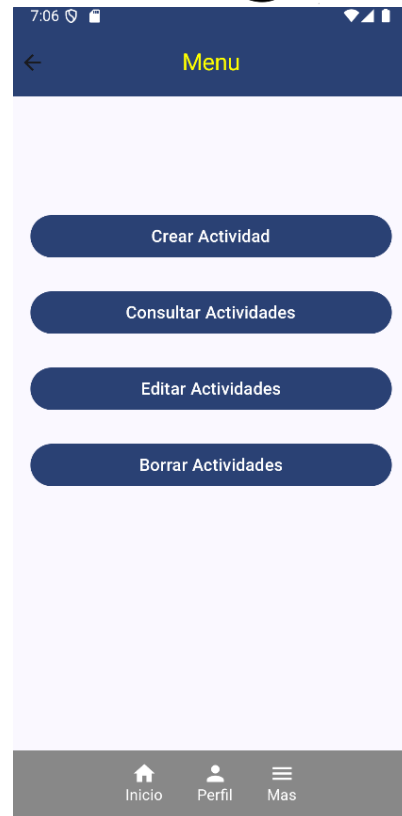 7:06
Menu
Crear Actividad
Consultar Actividades
Editar Actividades
Borrar Actividades
Inicio Perfil Mas